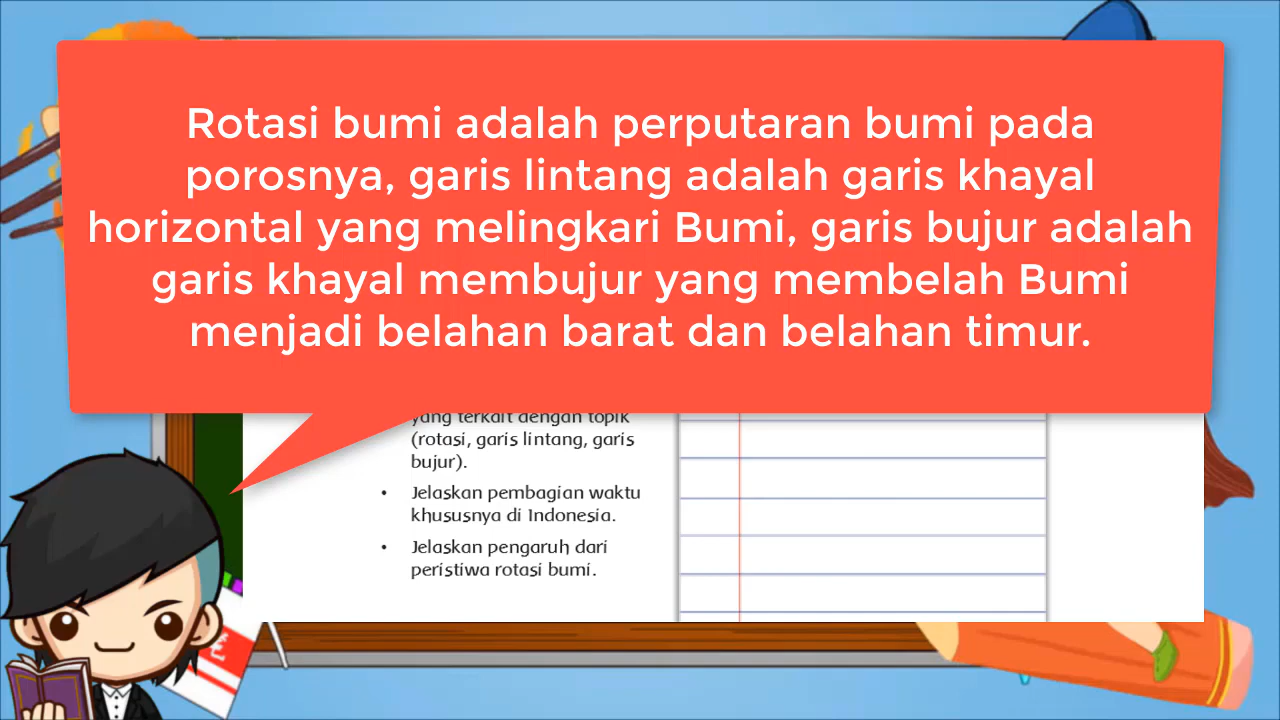 Rotasi bumi adalah perputaran bumi pada
porosnya, garis lintang adalah garis khayal
horizontal yang melingkari Bumi, garis bujur adalah
garis khayal membujur yang membelah Bumi
menjadi belahan barat dan belahan timur.
yang terkait dengan topik
(rotasi, garis lintang, garis
bujur).
• Jelaskan pembagian waktu
khususnya di Indonesia.
• Jelaskan pengaruh dari
peristiwa rotasi bumi.